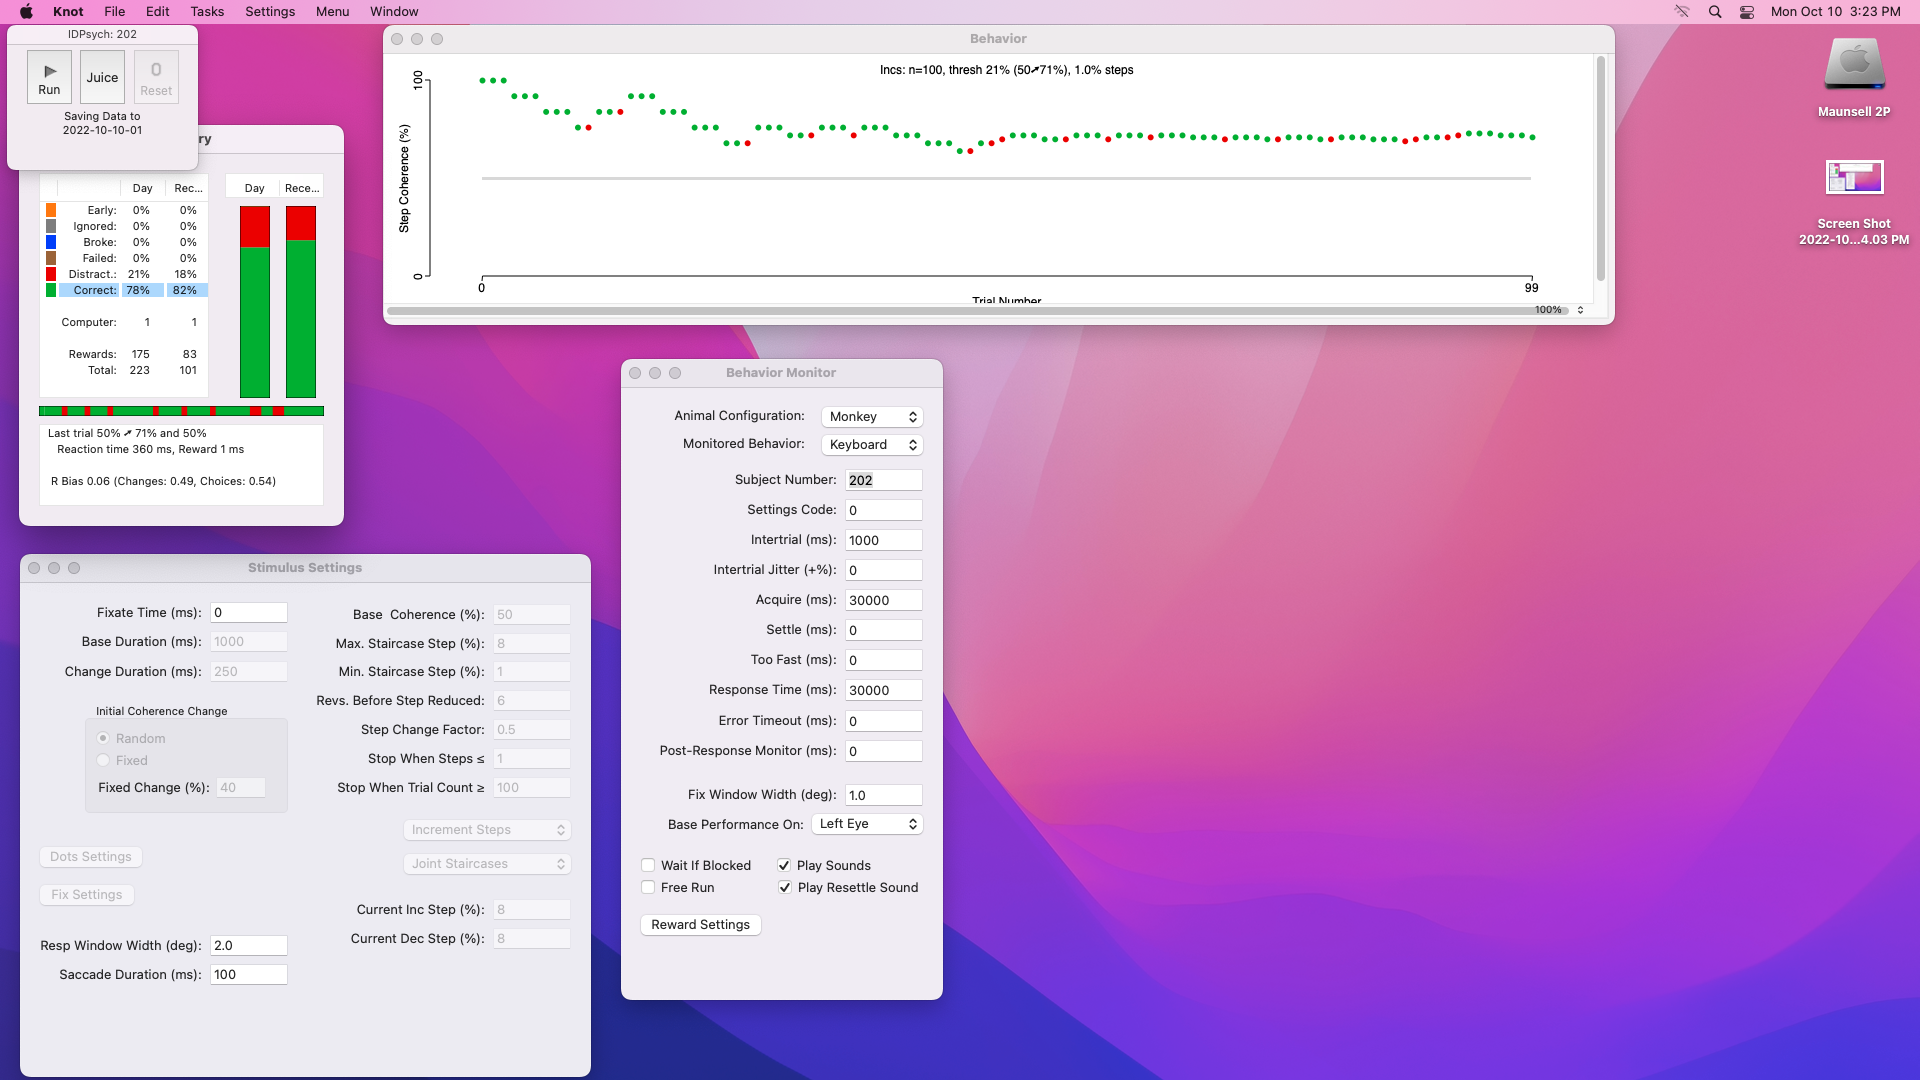 Knot File Edit Tasks Settings Menu Window Mon Oct 10 3:23 PM
IDPsych: 202
Run Juice 0 Reset
Saving Data to
2022-10-10-01
ry
Day Rec... Day Rece...
Early: 0% 0%
Ignored: 0% 0%
Broke: 0% 0%
Failed: 0% 0%
Distract.: 21% 18%
Correct: 78% 82%
Computer: 1 1
Rewards: 175 83
Total: 223 101
Last trial 50% ➚ 71% and 50%
Reaction time 360 ms, Reward 1 ms
R Bias 0.06 (Changes: 0.49, Choices: 0.54)
Behavior
Incs: n=100, thresh 21% (50➚71%), 1.0% steps
100
Step Coherence (%)
0
0 99
Trial Number
100%
Maunsell 2P
Screen Shot
2022-10...4.03 PM
Behavior Monitor
Animal Configuration: Monkey
Monitored Behavior: Keyboard
Subject Number: 202
Settings Code: 0
Intertrial (ms): 1000
Intertrial Jitter (+%): 0
Acquire (ms): 30000
Settle (ms): 0
Too Fast (ms): 0
Response Time (ms): 30000
Error Timeout (ms): 0
Post-Response Monitor (ms): 0
Fix Window Width (deg): 1.0
Base Performance On: Left Eye
Wait If Blocked Play Sounds
Free Run Play Resettle Sound
Reward Settings
Stimulus Settings
Fixate Time (ms): 0
Base Duration (ms): 1000
Change Duration (ms): 250
Initial Coherence Change
Random
Fixed
Fixed Change (%): 40
Dots Settings
Fix Settings
Resp Window Width (deg): 2.0
Saccade Duration (ms): 100
Base Coherence (%): 50
Max. Staircase Step (%): 8
Min. Staircase Step (%): 1
Revs. Before Step Reduced: 6
Step Change Factor: 0.5
Stop When Steps ≤ 1
Stop When Trial Count ≥ 100
Increment Steps
Joint Staircases
Current Inc Step (%): 8
Current Dec Step (%): 8